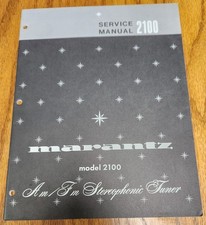 SERVICE
MANUAL 2100
marantz
model 2100
Am/Fm Stereophonic Tuner